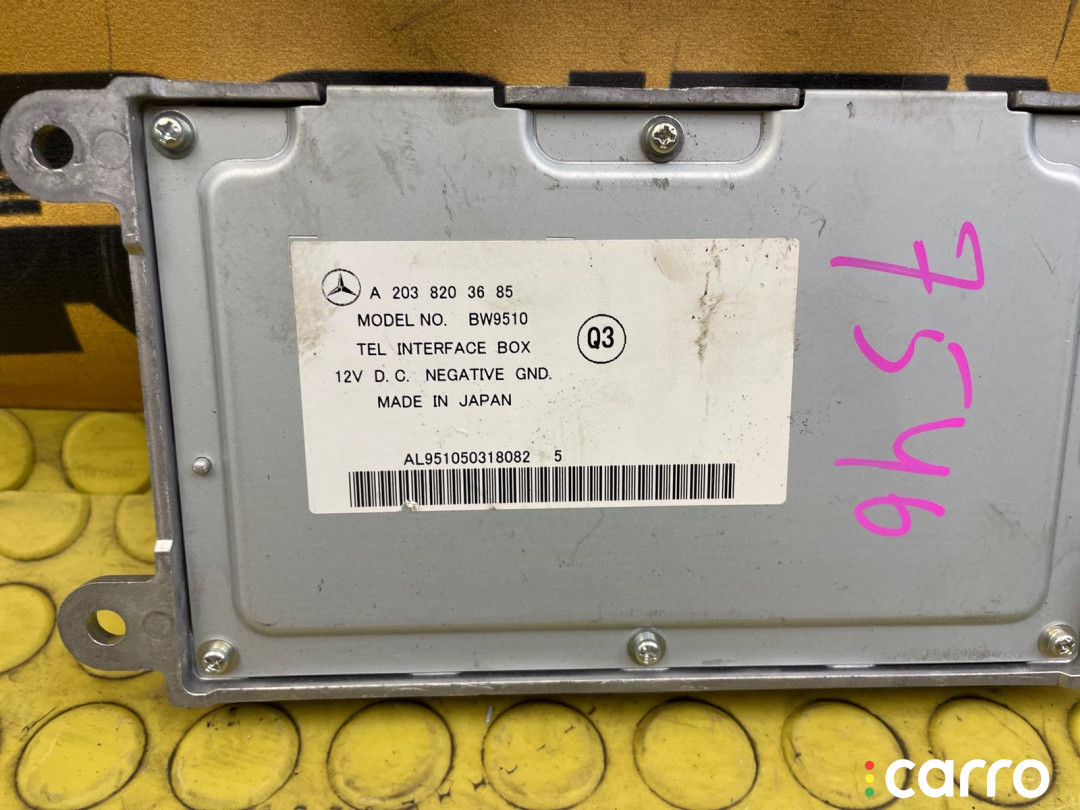 A 203 820 36 85
MODEL NO. BW9510
TEL INTERFACE BOX
12V D.C. NEGATIVE GND.
MADE IN JAPAN
Q3
AL951050318082 5
7546
carro